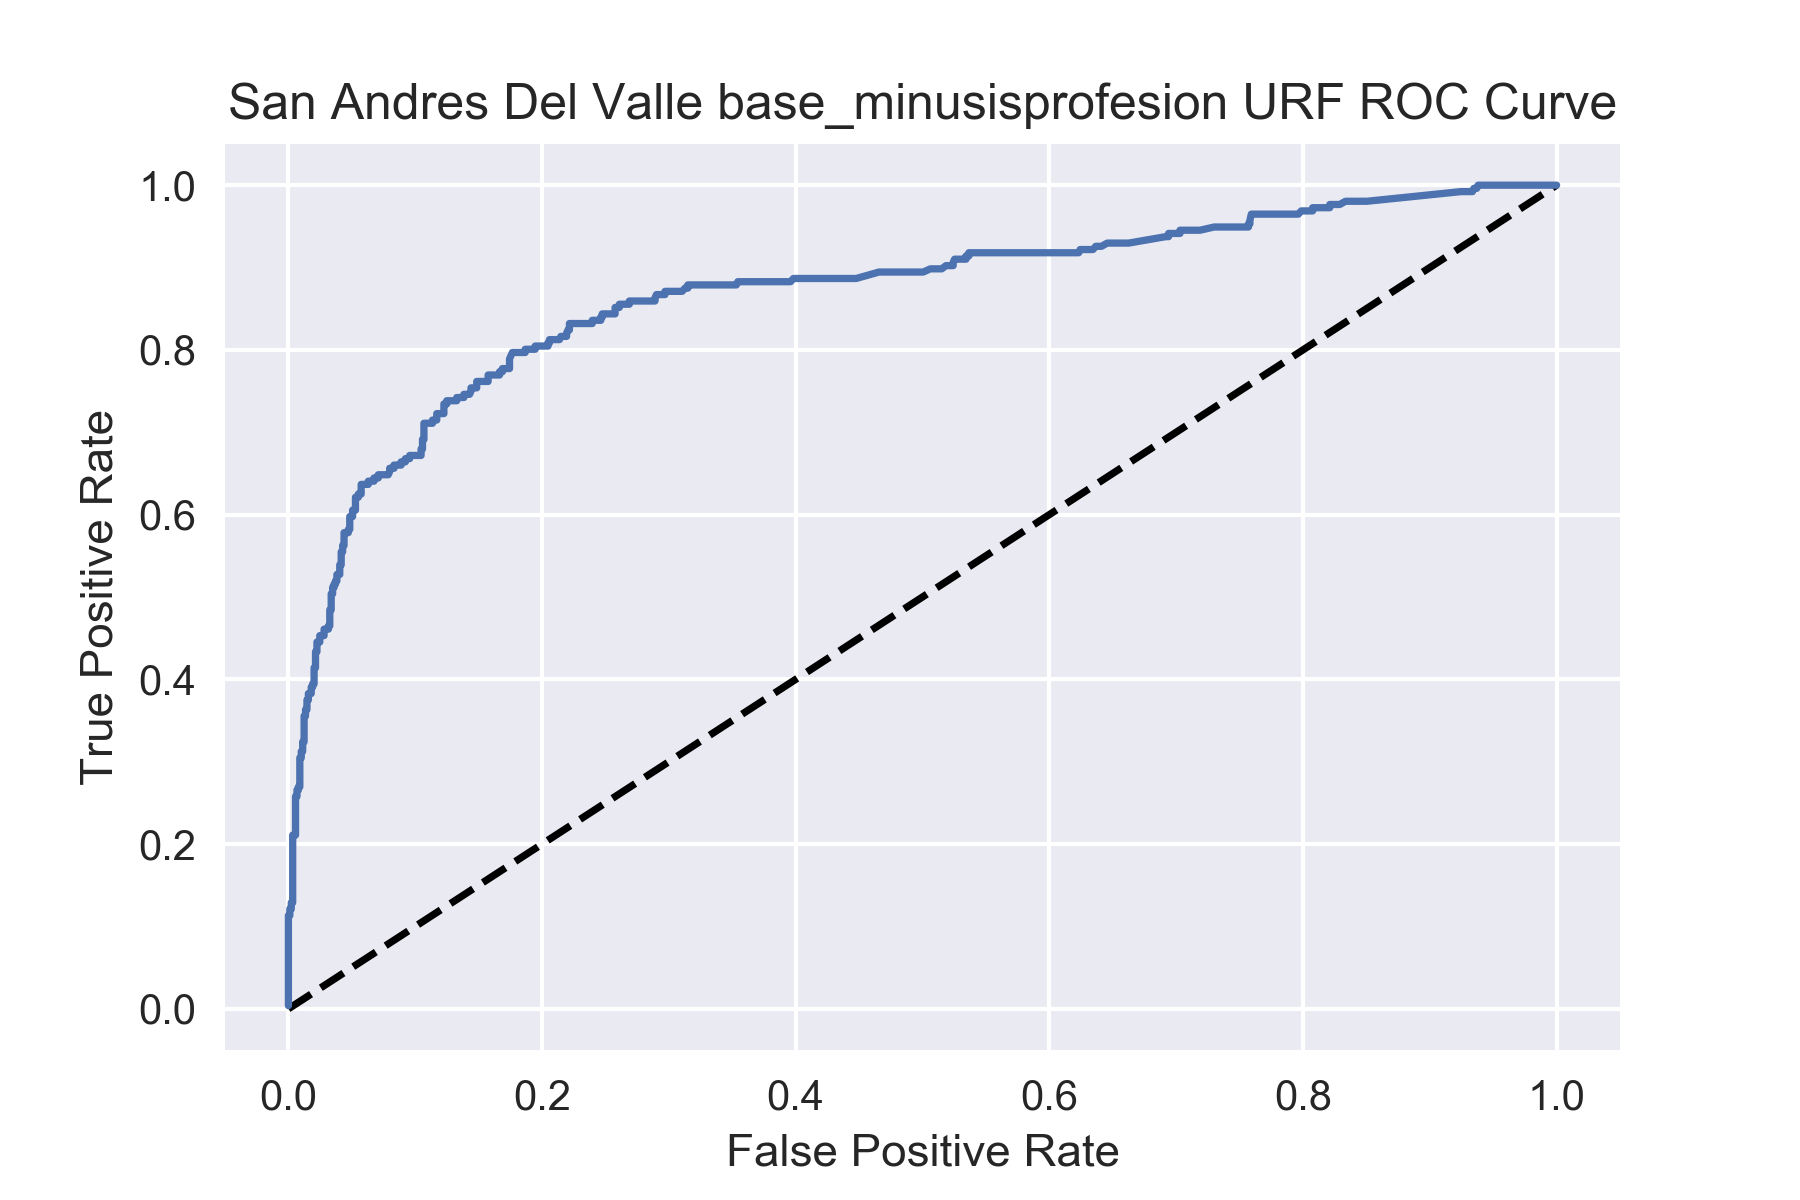 San Andres Del Valle base_minusisprofesion URF ROC Curve
1.0
0.8
0.6
0.4
0.2
0.0
True Positive Rate
0.0 0.2 0.4 0.6 0.8 1.0
False Positive Rate